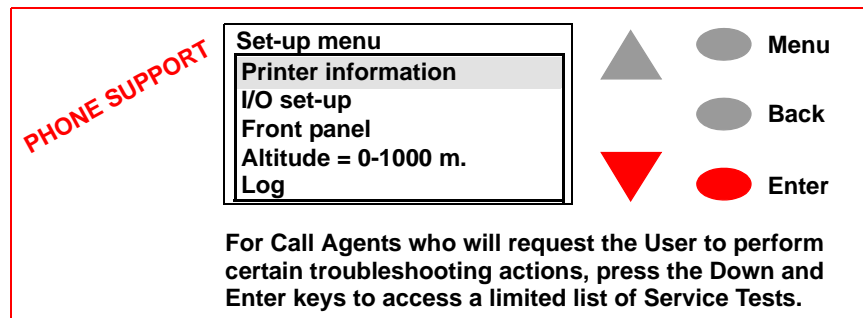 PHONE SUPPORT
Set-up menu
Printer information
I/O set-up
Front panel
Altitude = 0-1000 m.
Log
Menu
Back
Enter
For Call Agents who will request the User to perform
certain troubleshooting actions, press the Down and
Enter keys to access a limited list of Service Tests.